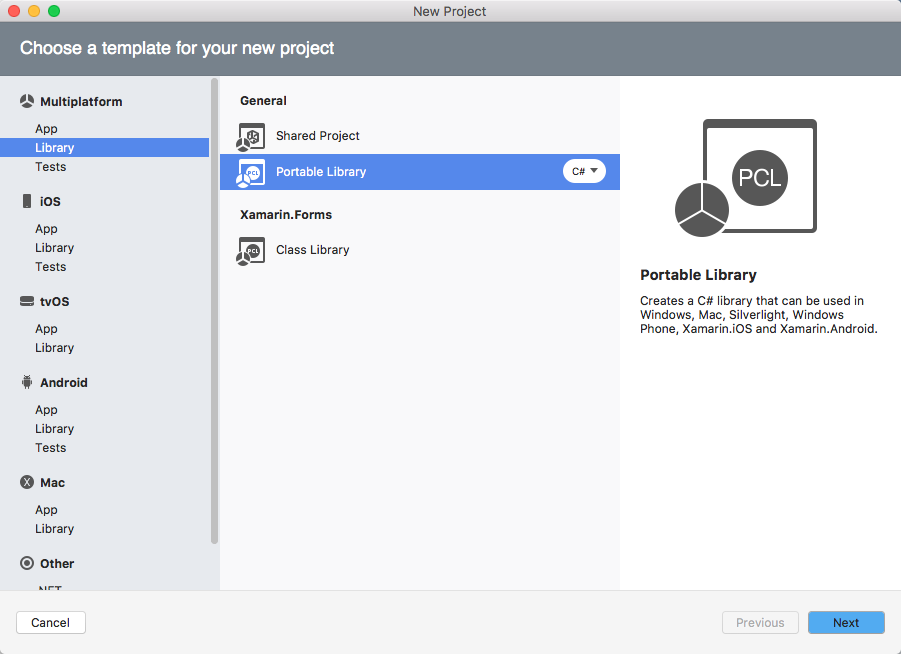 New Project
Choose a template for your new project
Multiplatform
App
Library
Tests
iOS
App
Library
Tests
tvOS
App
Library
Android
App
Library
Tests
X Mac
App
Library
Other
.NET
General
Shared Project
PCL Portable Library C#
Xamarin.Forms
PCL Class Library
PCL
Portable Library
Creates a C# library that can be used in
Windows, Mac, Silverlight, Windows
Phone, Xamarin.iOS and Xamarin.Android.
Cancel
Previous
Next